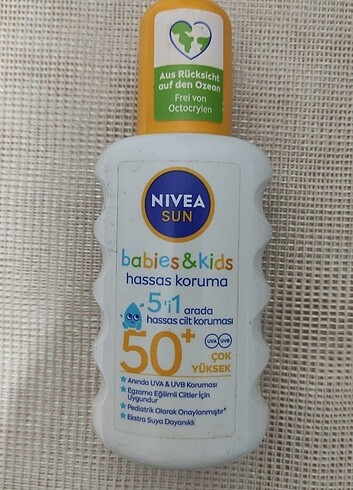 Aus Rücksicht
auf den Ozean
Frei von
Octocrylen
NIVEA
SUN
babies&kids
hassas koruma
5'i1 arada
hassas cilt koruması
50+
UVA UVB
ÇOK
YÜKSEK
Anında UVA & UVB Koruması
Egzama Eğilimli Ciltler İçin
Uygundur
Pediatrik Olarak Onaylanmıştır*
Ekstra Suya Dayanıklı